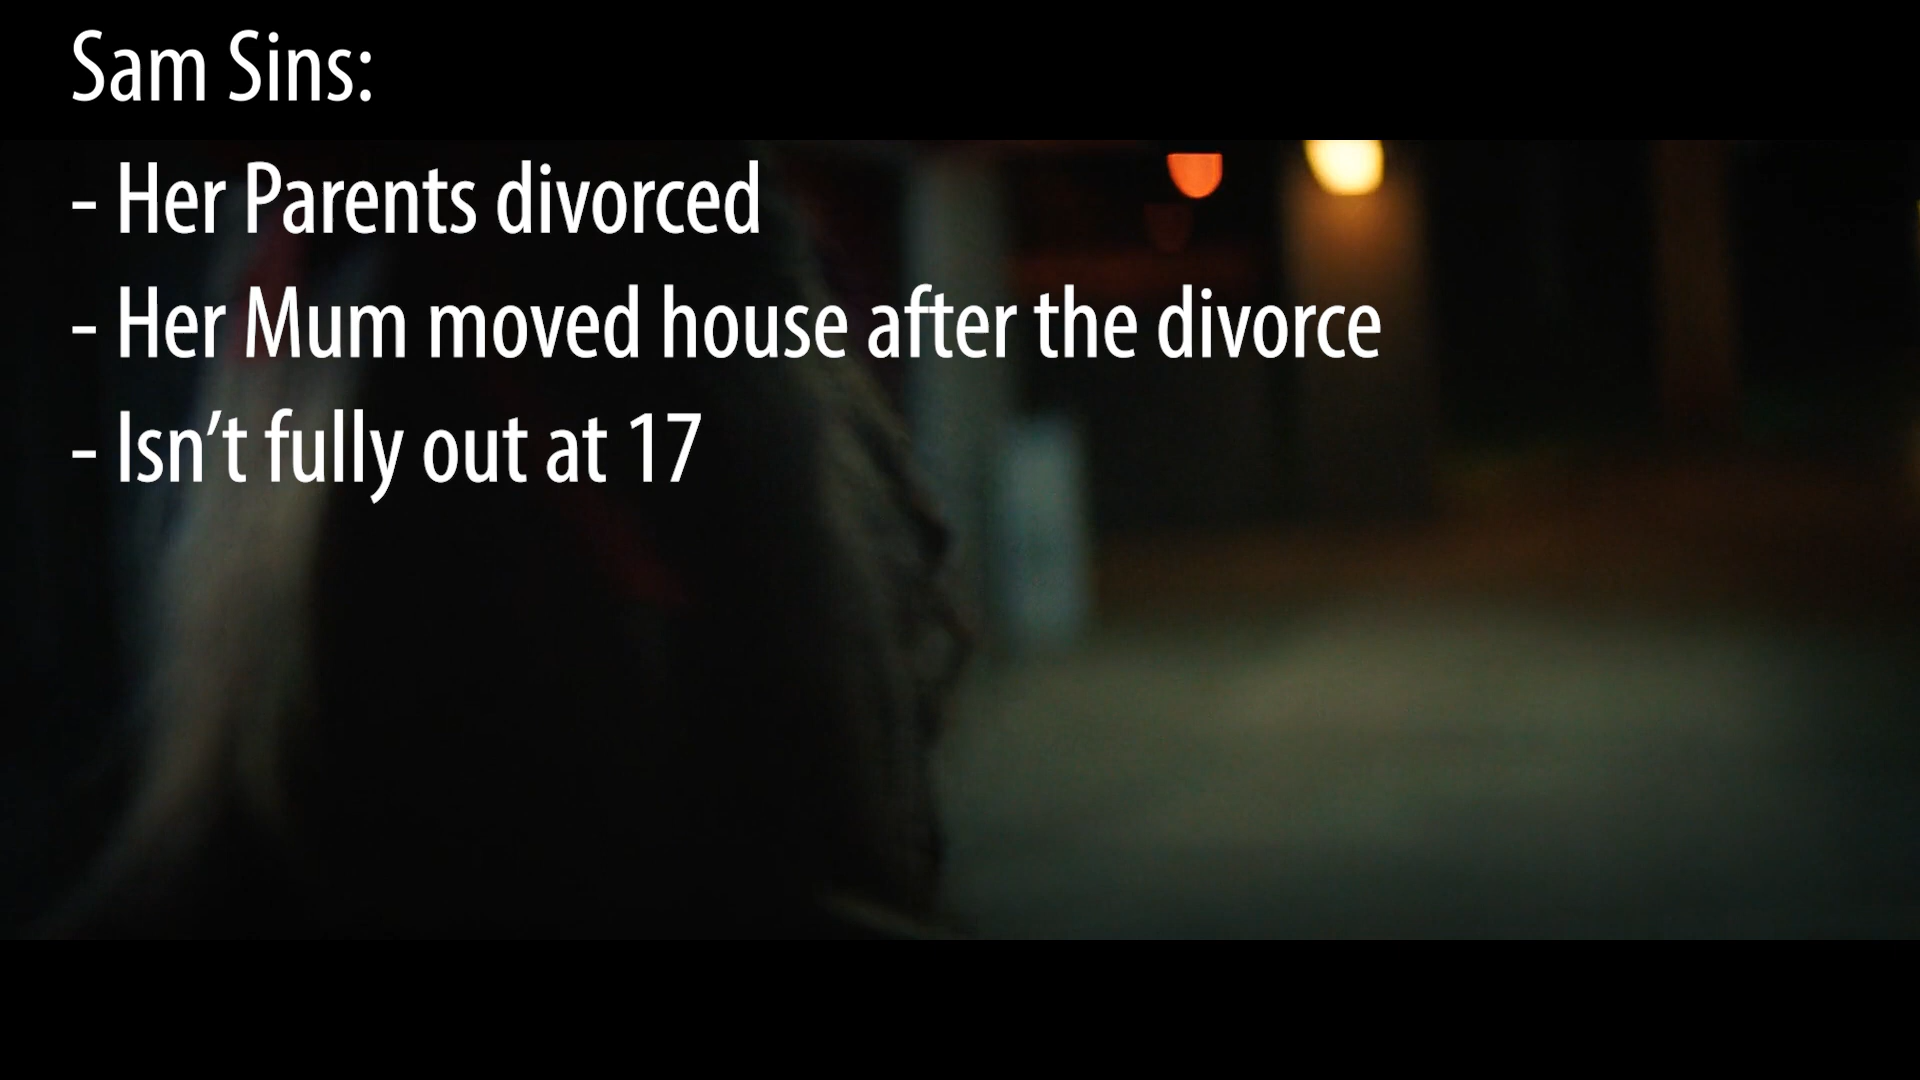 Sam Sins:
- Her Parents divorced
- Her Mum moved house after the divorce
- Isn’t fully out at 17